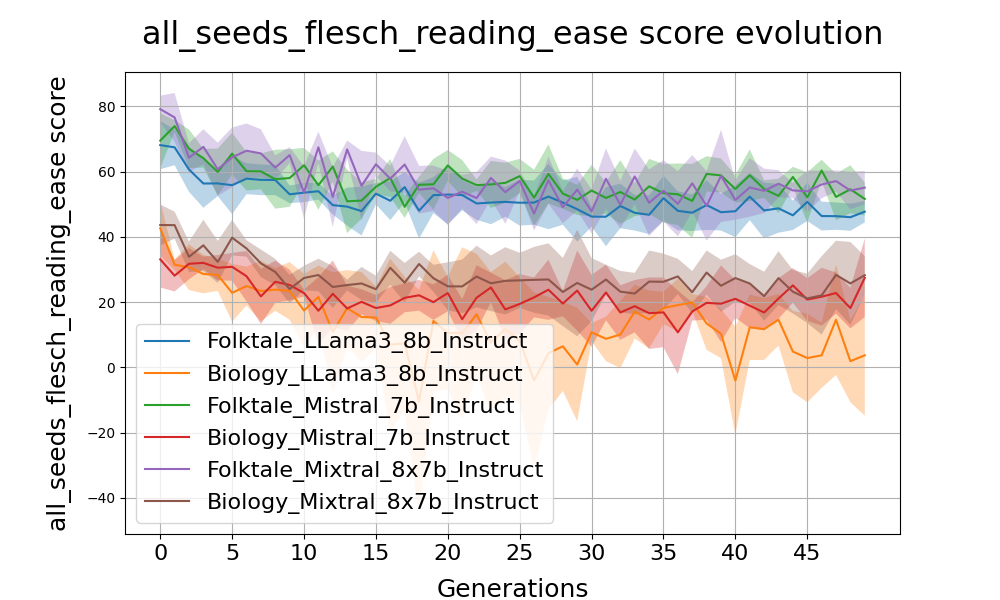 all_seeds_flesch_reading_ease score evolution
all_seeds_flesch_reading_ease score
80
60
40
20
0
−20
−40
Folktale_LLama3_8b_Instruct
Biology_LLama3_8b_Instruct
Folktale_Mistral_7b_Instruct
Biology_Mistral_7b_Instruct
Folktale_Mixtral_8x7b_Instruct
Biology_Mixtral_8x7b_Instruct
0 5 10 15 20 25 30 35 40 45
Generations